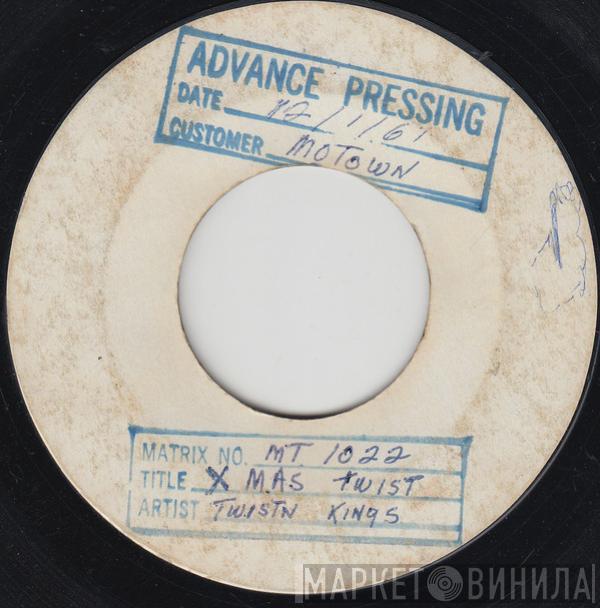 ADVANCE PRESSING
DATE 12/1/61
CUSTOMER MOTOWN
MATRIX NO. MT 1022
TITLE X MAS TWIST
ARTIST TWISTN KINGS
МАРКЕТ ВИНИЛА